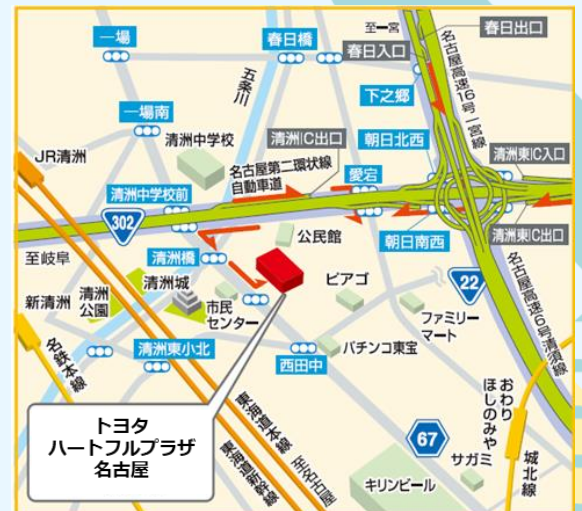 至一宮
春日出口
一場
春日橋
春日入口
五条川
下之郷
名古屋高速16号一宮線
一場南
清洲中学校
清洲IC出口
朝日北西
清洲東IC入口
JR清洲
名古屋第二環状線
自動車道
愛宕
清洲中学校前
302
公民館
朝日南西
清洲東IC出口
至岐阜
清洲橋
新清洲
清洲
公園
清洲城
市民
センター
ピアゴ
22
ファミリー
マート
名古屋高速6号清須線
名鉄本線
清洲東小北
西田中
パチンコ東宝
トヨタ
ハートフルプラザ
名古屋
東海道本線
東海道新幹線
至名古屋
67
サガミ
キリンビール
おわり
ほしのみや
城北線